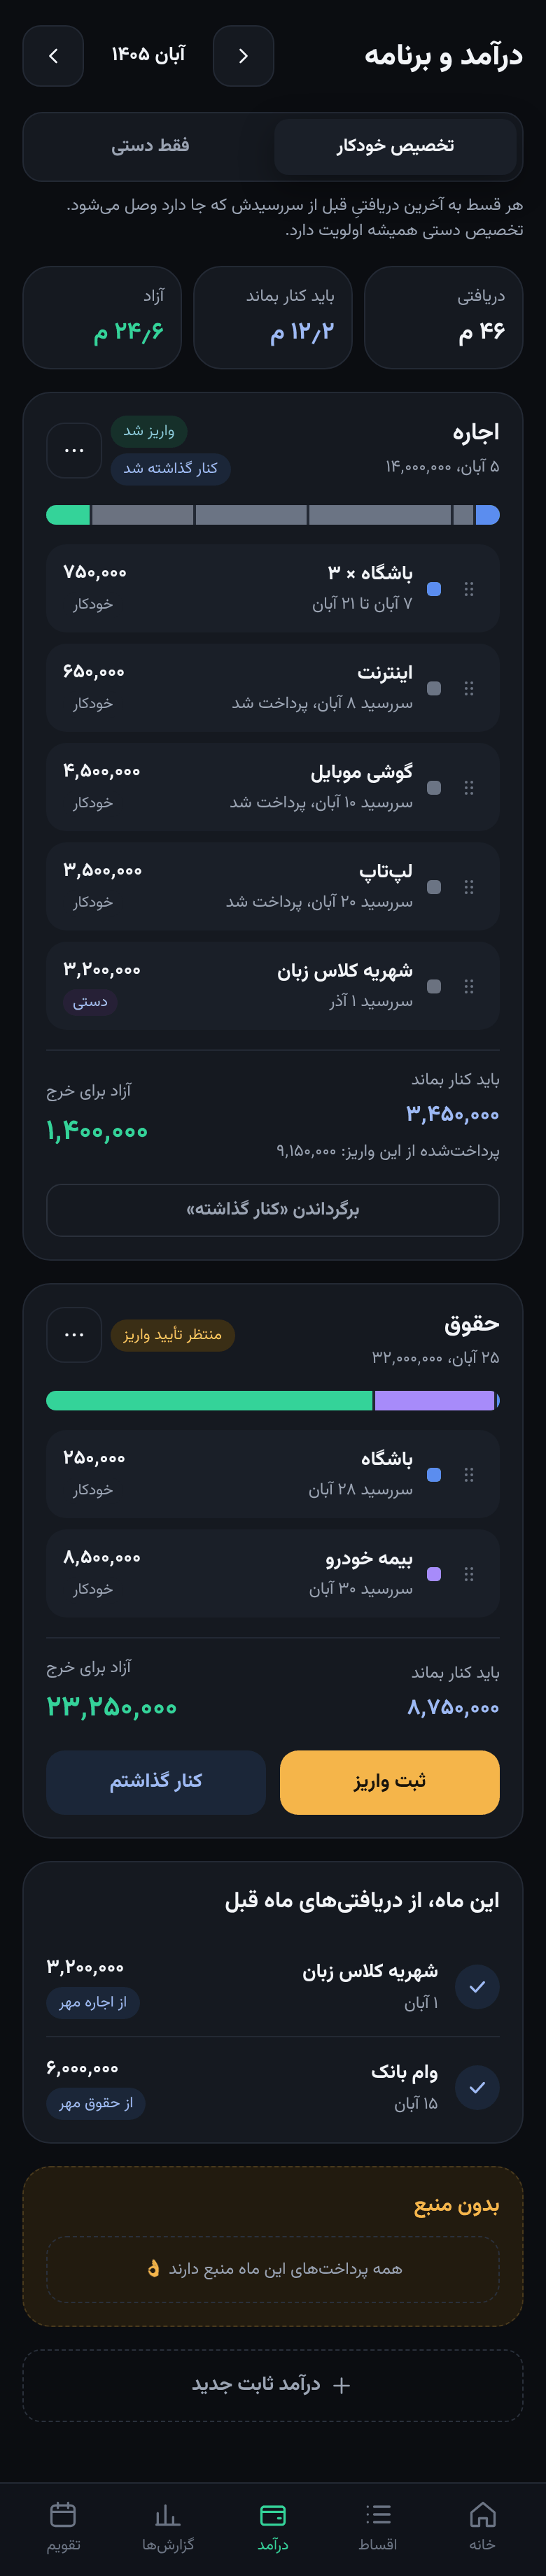 درآمد و برنامه
آبان ۱۴۰۵
تخصیص خودکار
فقط دستی
هر قسط به آخرین دریافتیِ قبل از سررسیدش که جا دارد وصل می‌شود.
تخصیص دستی همیشه اولویت دارد.
دریافتی
۴۶ م
باید کنار بماند
۱۲٫۲ م
آزاد
۲۴٫۶ م
اجاره
۵ آبان، ۱۴,۰۰۰,۰۰۰
واریز شد
کنار گذاشته شد
باشگاه × ۳
۷ آبان تا ۲۱ آبان
۷۵۰,۰۰۰
خودکار
اینترنت
سررسید ۸ آبان، پرداخت شد
۶۵۰,۰۰۰
خودکار
گوشی موبایل
سررسید ۱۰ آبان، پرداخت شد
۴,۵۰۰,۰۰۰
خودکار
لپ‌تاپ
سررسید ۲۰ آبان، پرداخت شد
۳,۵۰۰,۰۰۰
خودکار
شهریه کلاس زبان
سررسید ۱ آذر
۳,۲۰۰,۰۰۰
دستی
باید کنار بماند
۳,۴۵۰,۰۰۰
پرداخت‌شده از این واریز: ۹,۱۵۰,۰۰۰
آزاد برای خرج
۱,۴۰۰,۰۰۰
برگرداندن «کنار گذاشته»
حقوق
۲۵ آبان، ۳۲,۰۰۰,۰۰۰
منتظر تأیید واریز
باشگاه
سررسید ۲۸ آبان
۲۵۰,۰۰۰
خودکار
بیمه خودرو
سررسید ۳۰ آبان
۸,۵۰۰,۰۰۰
خودکار
باید کنار بماند
۸,۷۵۰,۰۰۰
آزاد برای خرج
۲۳,۲۵۰,۰۰۰
ثبت واریز
کنار گذاشتم
این ماه، از دریافتی‌های ماه قبل
شهریه کلاس زبان
۱ آبان
۳,۲۰۰,۰۰۰
از اجاره مهر
وام بانک
۱۵ آبان
۶,۰۰۰,۰۰۰
از حقوق مهر
بدون منبع
همه پرداخت‌های این ماه منبع دارند 👌
+ درآمد ثابت جدید
خانه
اقساط
درآمد
گزارش‌ها
تقویم